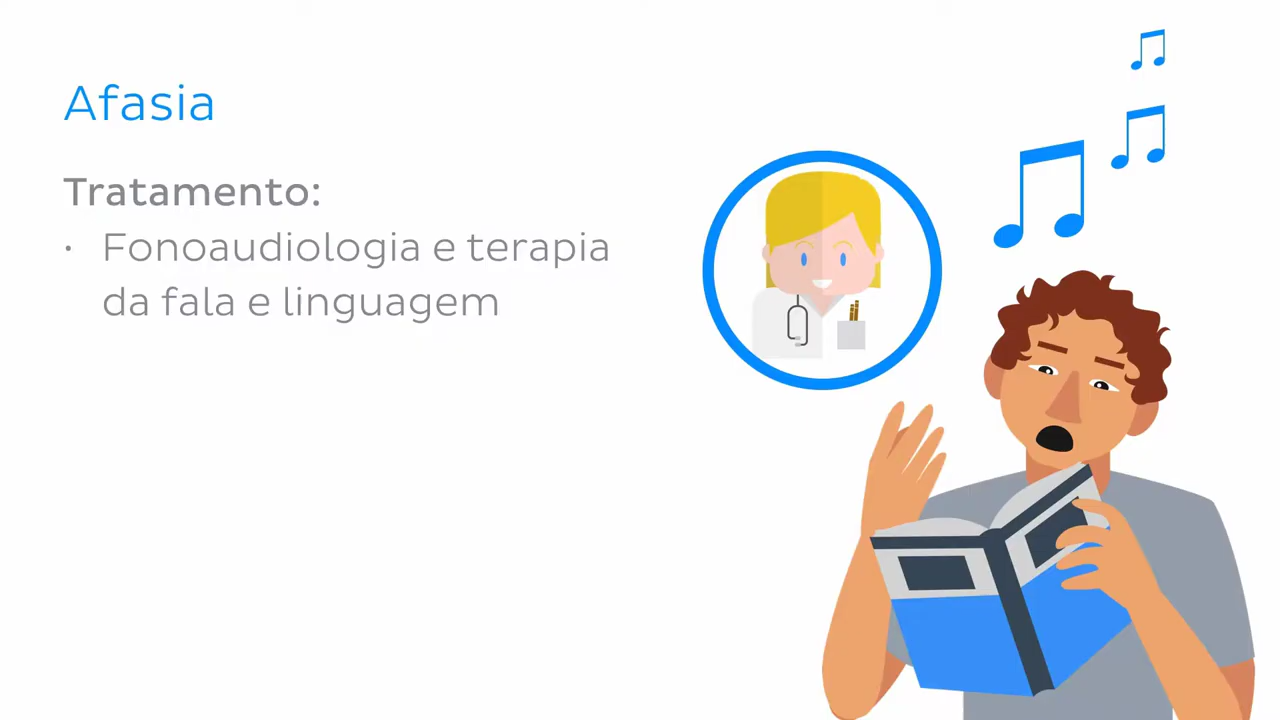 Afasia
Tratamento:
• Fonoaudiologia e terapia
da fala e linguagem